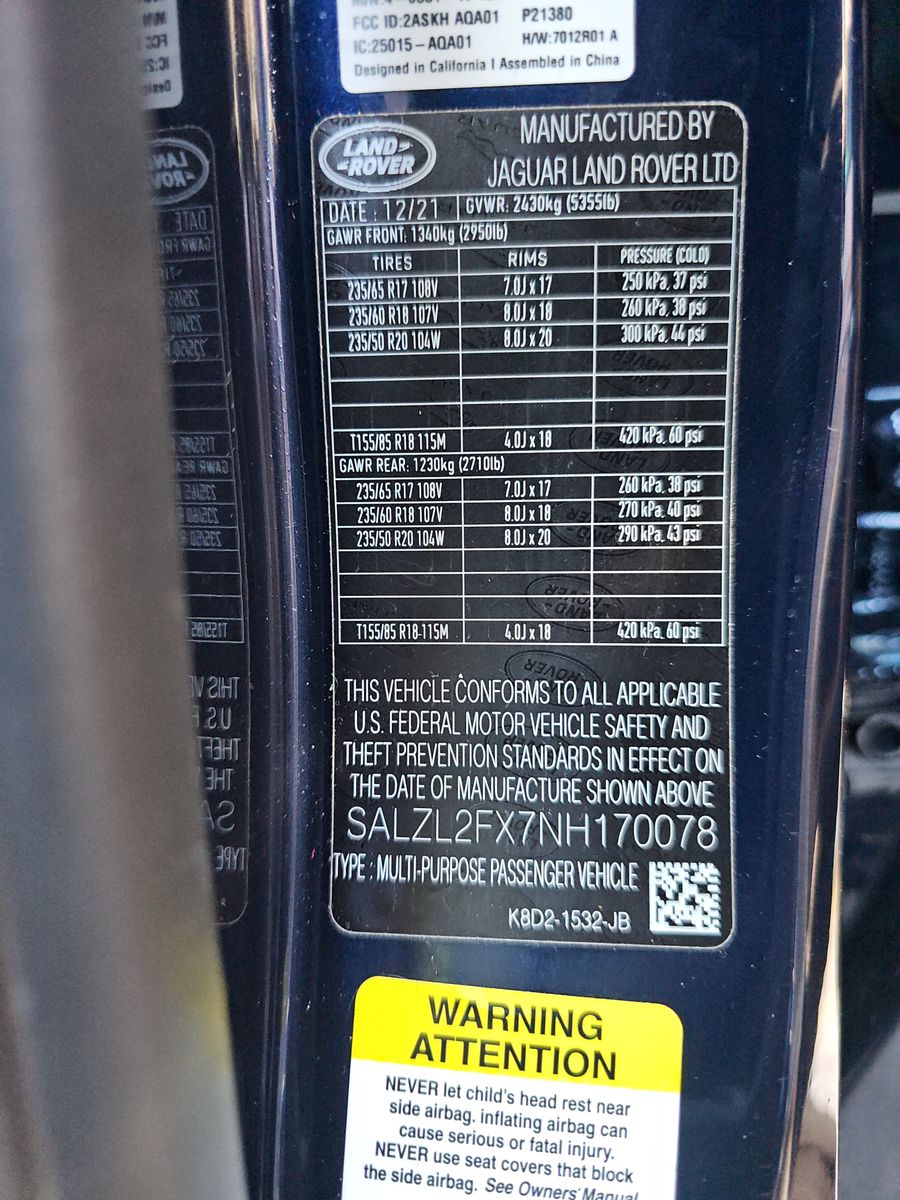 FCC ID:2ASKH AQA01 P21380
IC:25015-AQA01 H/W:7012R01 A
Designed in California | Assembled in China
LAND ROVER
MANUFACTURED BY
JAGUAR LAND ROVER LTD
DATE : 12/21 GVWR: 2430kg (5355lb)
GAWR FRONT: 1340kg (2950lb)
TIRES RIMS PRESSURE (COLD)
235/65 R17 108V 7.0J x 17 250 kPa, 37 psi
235/60 R18 107V 8.0J x 18 260 kPa, 38 psi
235/50 R20 104W 8.0J x 20 300 kPa, 44 psi
T155/85 R18 115M 4.0J x 18 420 kPa, 60 psi
GAWR REAR: 1230kg (2710lb)
235/65 R17 108V 7.0J x 17 260 kPa, 38 psi
235/60 R18 107V 8.0J x 18 270 kPa, 40 psi
235/50 R20 104W 8.0J x 20 290 kPa, 43 psi
T155/85 R18 115M 4.0J x 18 420 kPa, 60 psi
THIS VEHICLE CONFORMS TO ALL APPLICABLE
U.S. FEDERAL MOTOR VEHICLE SAFETY AND
THEFT PREVENTION STANDARDS IN EFFECT ON
THE DATE OF MANUFACTURE SHOWN ABOVE
SALZL2FX7NH170078
TYPE : MULTI-PURPOSE PASSENGER VEHICLE
K8D2-1532-JB
WARNING
ATTENTION
NEVER let child's head rest near
side airbag. inflating airbag can
cause serious or fatal injury.
NEVER use seat covers that block
the side airbag. See Owners' Manual